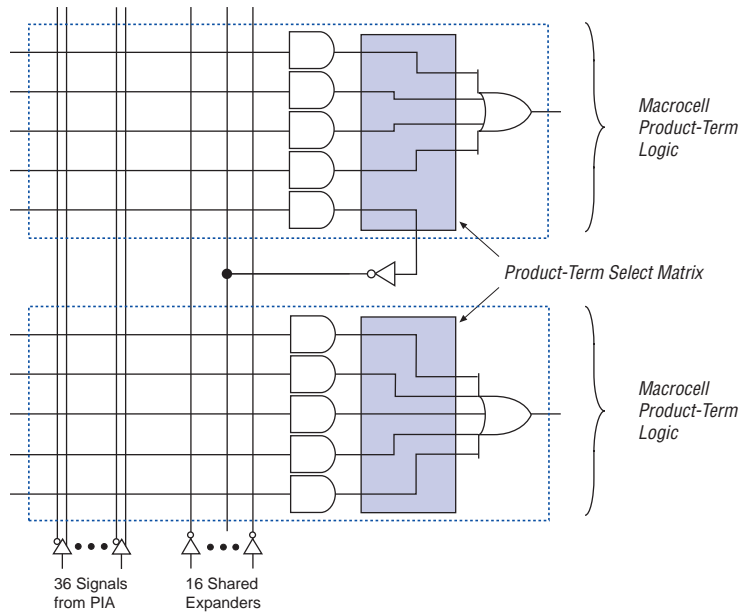 Macrocell
Product-Term
Logic
Product-Term Select Matrix
Macrocell
Product-Term
Logic
36 Signals
from PIA
16 Shared
Expanders